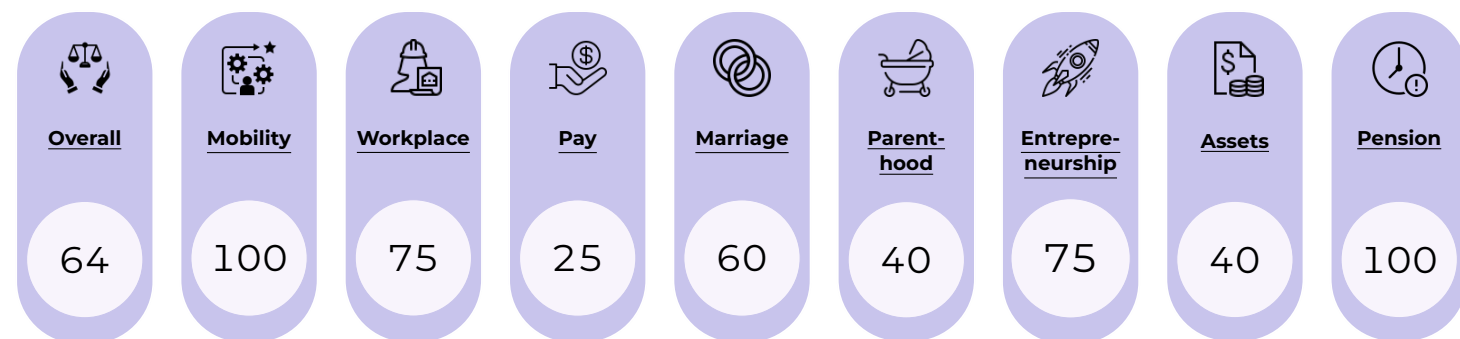 Overall
64
Mobility
100
Workplace
75
$
Pay
25
Marriage
60
Parent-
hood
40
Entrepre-
neurship
75
$
Assets
40
!
Pension
100